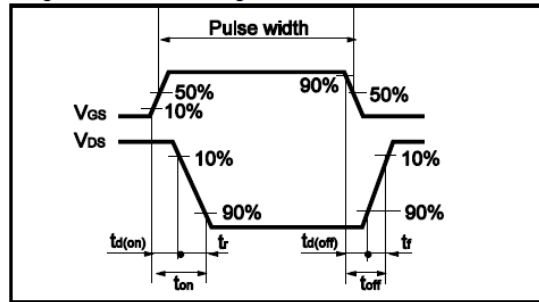 Pulse width
90%
50%
50%
10%
VGS
VDS
10%
10%
90%
90%
td(on)
tr
td(off)
tf
ton
toff